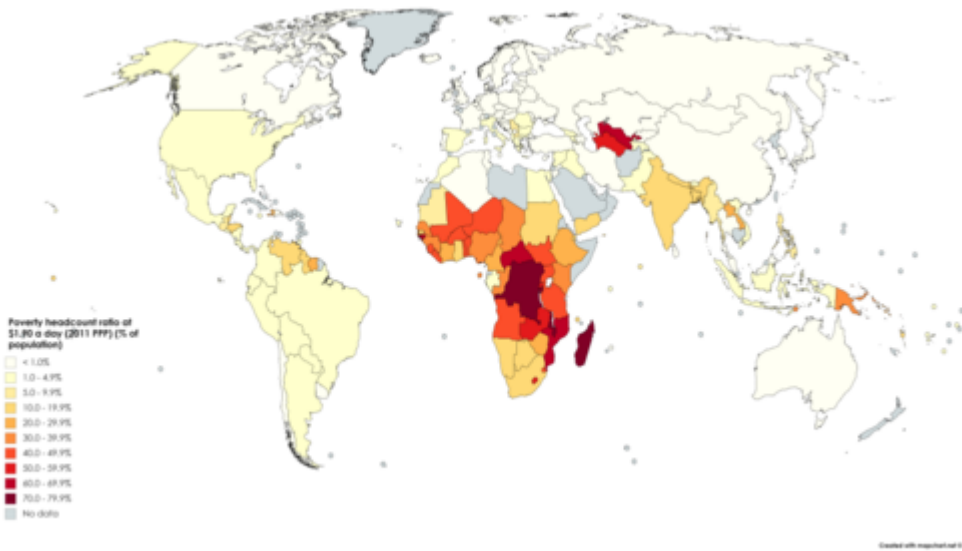 Poverty headcount ratio at
$1.90 a day (2011 PPP) (% of
population)
< 1.0%
1.0 - 4.9%
5.0 - 9.9%
10.0 - 19.9%
20.0 - 29.9%
30.0 - 39.9%
40.0 - 49.9%
50.0 - 59.9%
60.0 - 69.9%
70.0 - 79.9%
No data
Created with mapchart.net ©